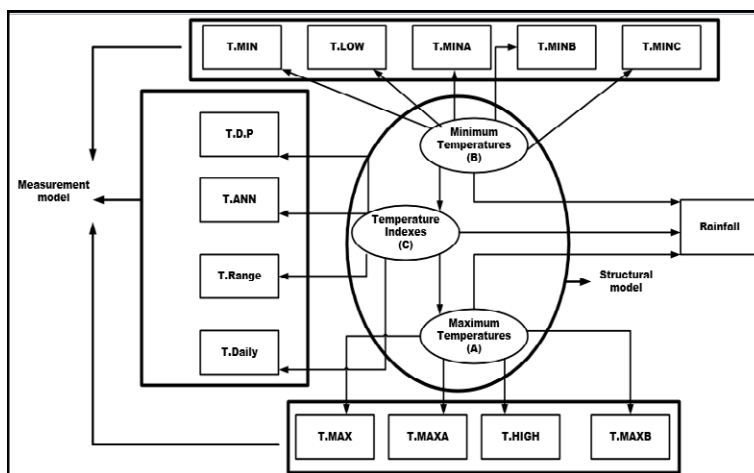 T.MIN
T.LOW
T.MINA
T.MINB
T.MINC
Minimum
Temperatures
(B)
T.D.P
T.ANN
T.Range
T.Daily
Measurement
model
Temperature
Indexes
(C)
Rainfall
Structural
model
Maximum
Temperatures
(A)
T.MAX
T.MAXA
T.HIGH
T.MAXB